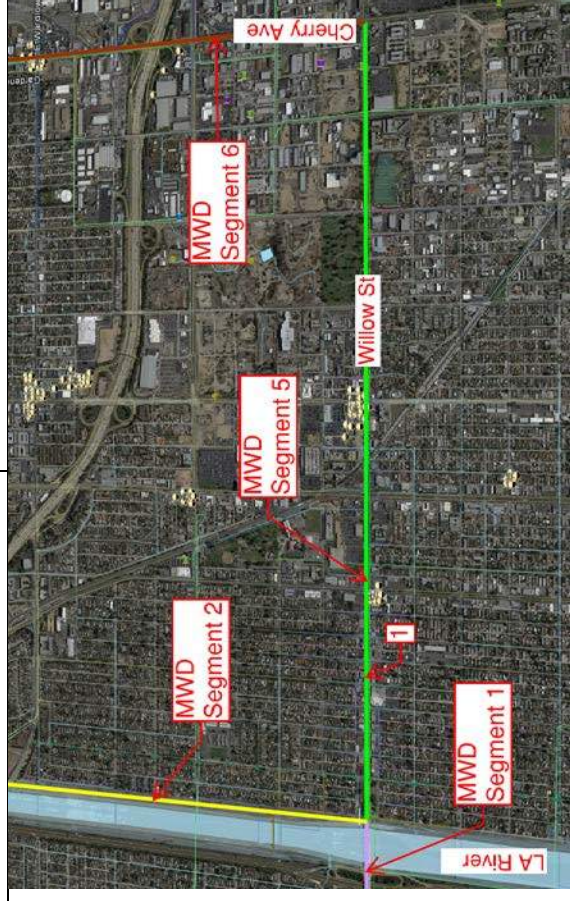 Cherry Ave
MWD
Segment 6
Willow St
MWD
Segment 5
MWD
Segment 2
1
MWD
Segment 1
LA River